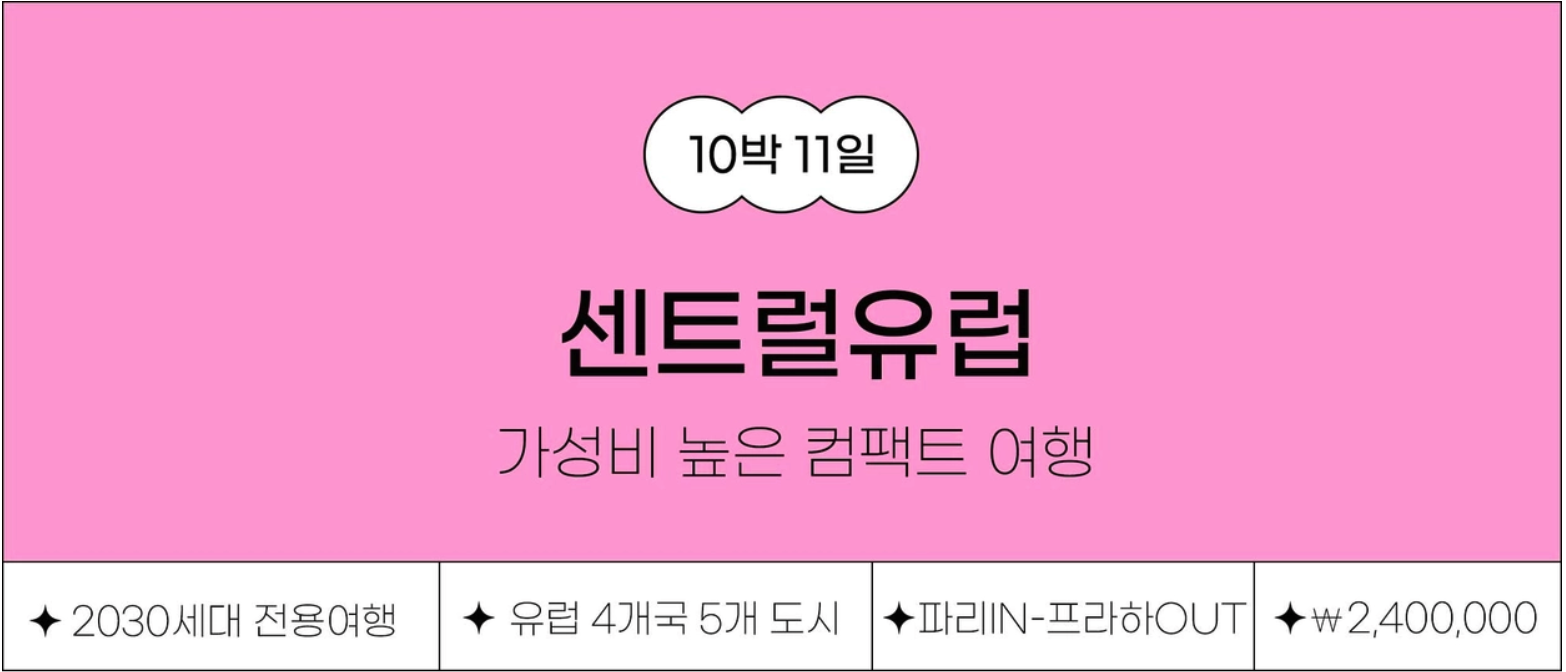 10박 11일
센트럴유럽
가성비 높은 컴팩트 여행
✦ 2030세대 전용여행
✦ 유럽 4개국 5개 도시
✦파리IN-프라하OUT
✦₩2,400,000